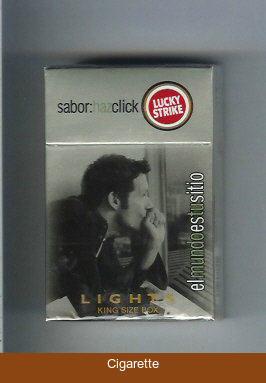 sabor:hazclick
LUCKY
STRIKE
elmundoestusitio
LIGHTS
KING SIZE BOX
Cigarette